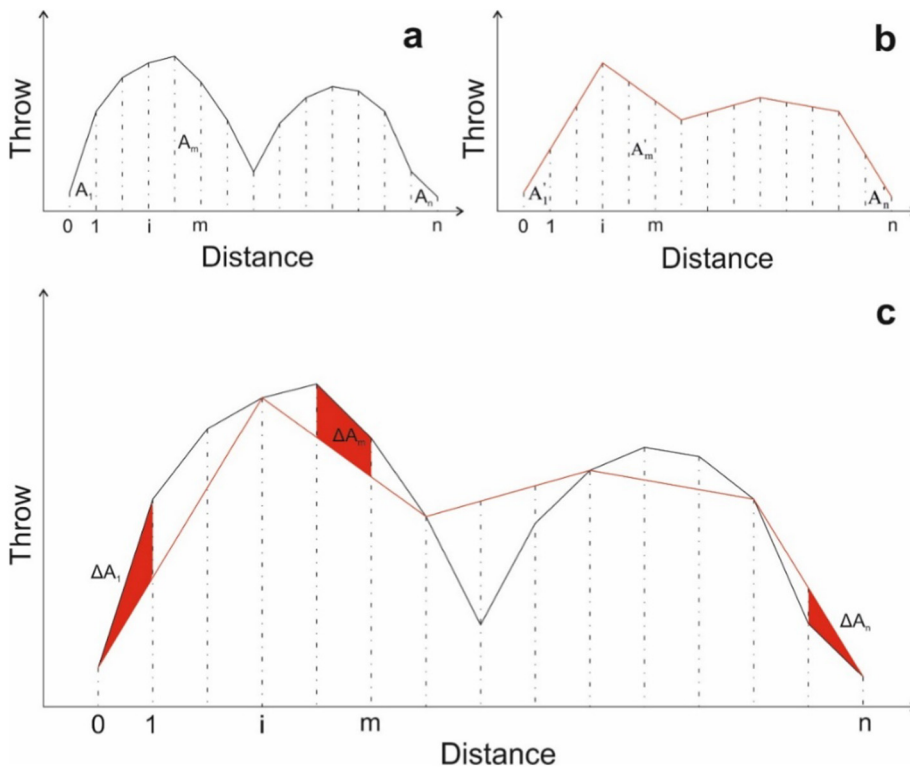 a
Throw
A₁
Aₘ
Aₙ
0 1 i m n
Distance
b
Throw
A'₁
A'ₘ
A'ₙ
0 1 i m n
Distance
c
Throw
ΔA₁
ΔAₘ
ΔAₙ
0 1 i m n
Distance